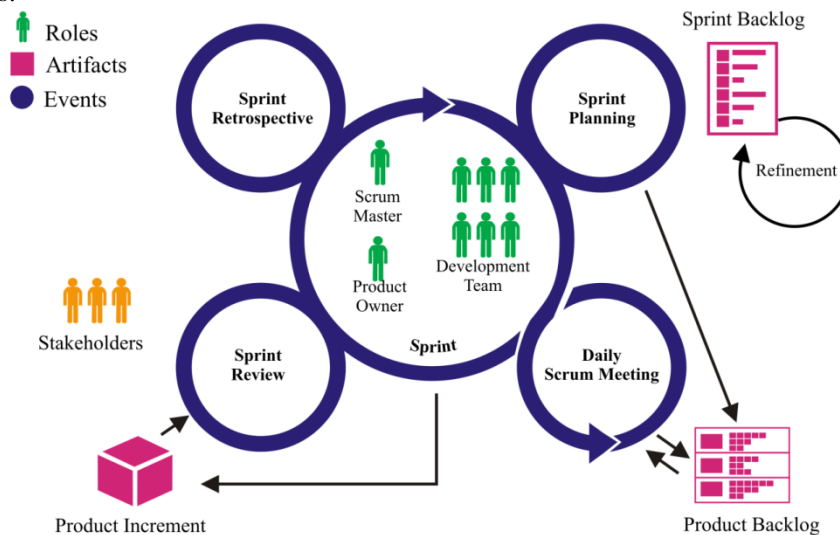 Roles
Artifacts
Events
Sprint
Retrospective
Sprint
Planning
Sprint Backlog
Refinement
Scrum
Master
Product
Owner
Development
Team
Stakeholders
Sprint
Review
Sprint
Daily
Scrum Meeting
Product Increment
Product Backlog